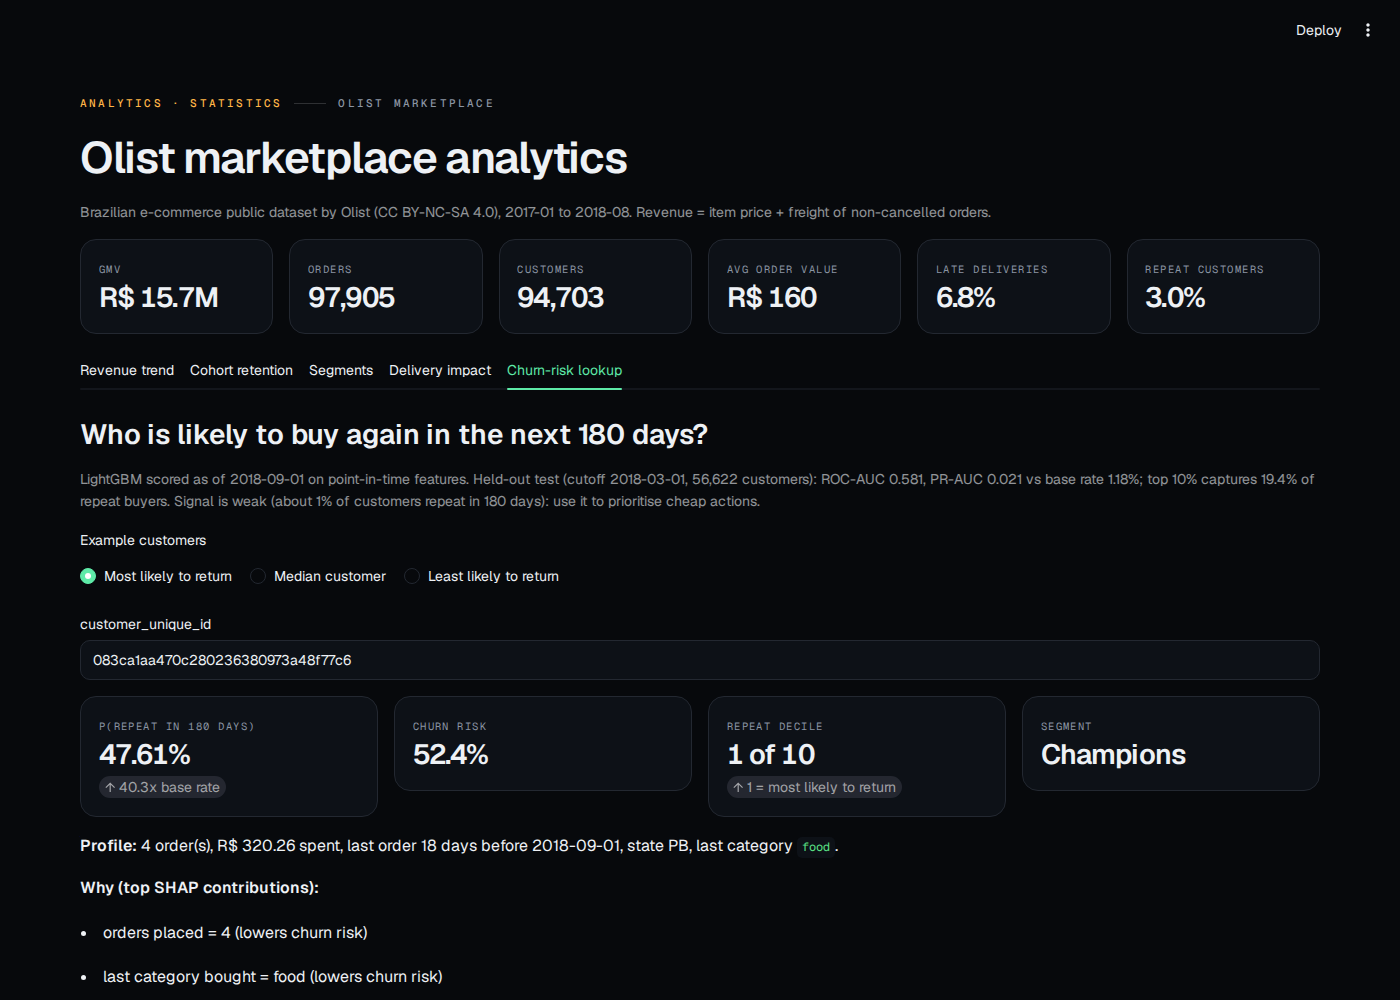 Deploy
ANALYTICS · STATISTICS OLIST MARKETPLACE
Olist marketplace analytics
Brazilian e-commerce public dataset by Olist (CC BY-NC-SA 4.0), 2017-01 to 2018-08. Revenue = item price + freight of non-cancelled orders.
GMV
R$ 15.7M
ORDERS
97,905
CUSTOMERS
94,703
AVG ORDER VALUE
R$ 160
LATE DELIVERIES
6.8%
REPEAT CUSTOMERS
3.0%
Revenue trend Cohort retention Segments Delivery impact Churn-risk lookup
Who is likely to buy again in the next 180 days?
LightGBM scored as of 2018-09-01 on point-in-time features. Held-out test (cutoff 2018-03-01, 56,622 customers): ROC-AUC 0.581, PR-AUC 0.021 vs base rate 1.18%; top 10% captures 19.4% of
repeat buyers. Signal is weak (about 1% of customers repeat in 180 days): use it to prioritise cheap actions.
Example customers
Most likely to return Median customer Least likely to return
customer_unique_id
083ca1aa470c280236380973a48f77c6
P(REPEAT IN 180 DAYS)
47.61%
↑ 40.3x base rate
CHURN RISK
52.4%
REPEAT DECILE
1 of 10
↑ 1 = most likely to return
SEGMENT
Champions
Profile: 4 order(s), R$ 320.26 spent, last order 18 days before 2018-09-01, state PB, last category food.
Why (top SHAP contributions):
• orders placed = 4 (lowers churn risk)
• last category bought = food (lowers churn risk)